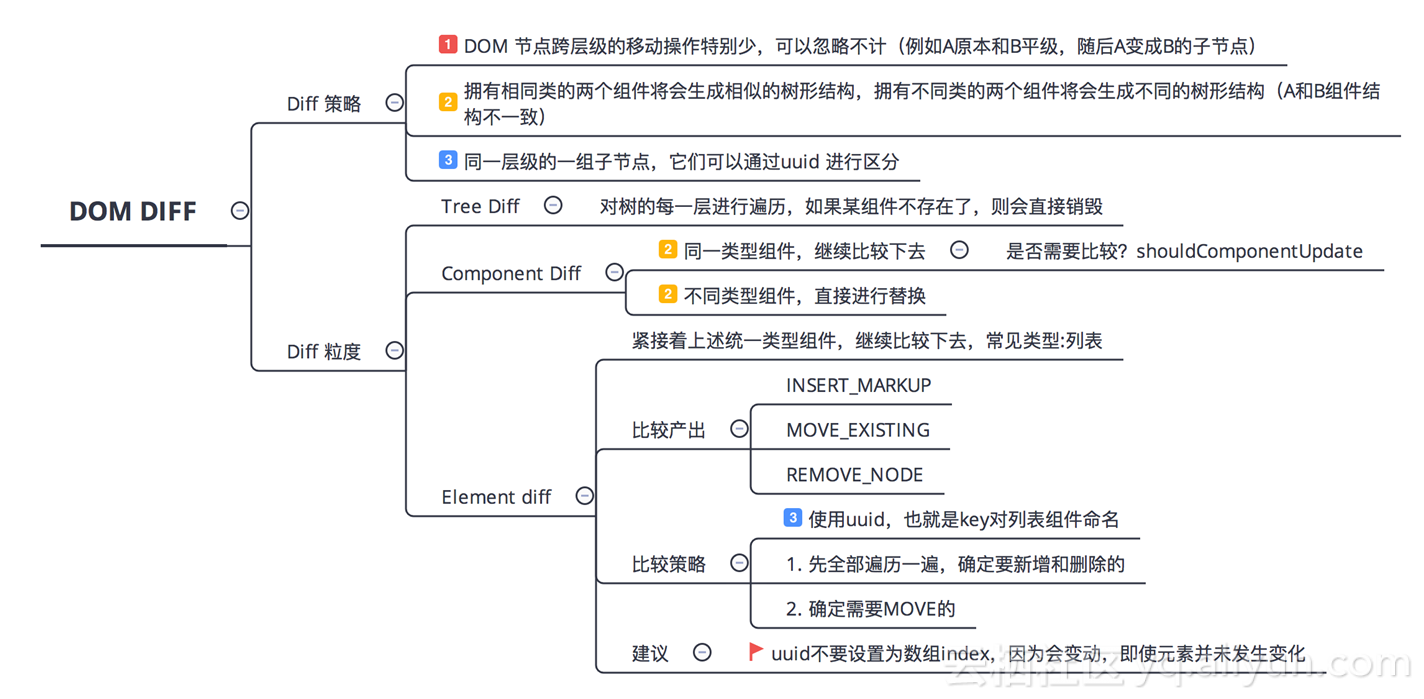 1 DOM 节点跨层级的移动操作特别少，可以忽略不计（例如A原本和B平级，随后A变成B的子节点）
Diff 策略
2 拥有相同类的两个组件将会生成相似的树形结构，拥有不同类的两个组件将会生成不同的树形结构（A和B组件结
构不一致）
3 同一层级的一组子节点，它们可以通过uuid 进行区分
DOM DIFF
Tree Diff
对树的每一层进行遍历，如果某组件不存在了，则会直接销毁
Component Diff
2 同一类型组件，继续比较下去
是否需要比较？shouldComponentUpdate
2 不同类型组件，直接进行替换
Diff 粒度
紧接着上述统一类型组件，继续比较下去，常见类型:列表
Element diff
比较产出
INSERT_MARKUP
MOVE_EXISTING
REMOVE_NODE
比较策略
3 使用uuid，也就是key对列表组件命名
1. 先全部遍历一遍，确定要新增和删除的
2. 确定需要MOVE的
建议
uuid不要设置为数组index，因为会变动，即使元素并未发生变化
云栖社区 yq.aliyun.com